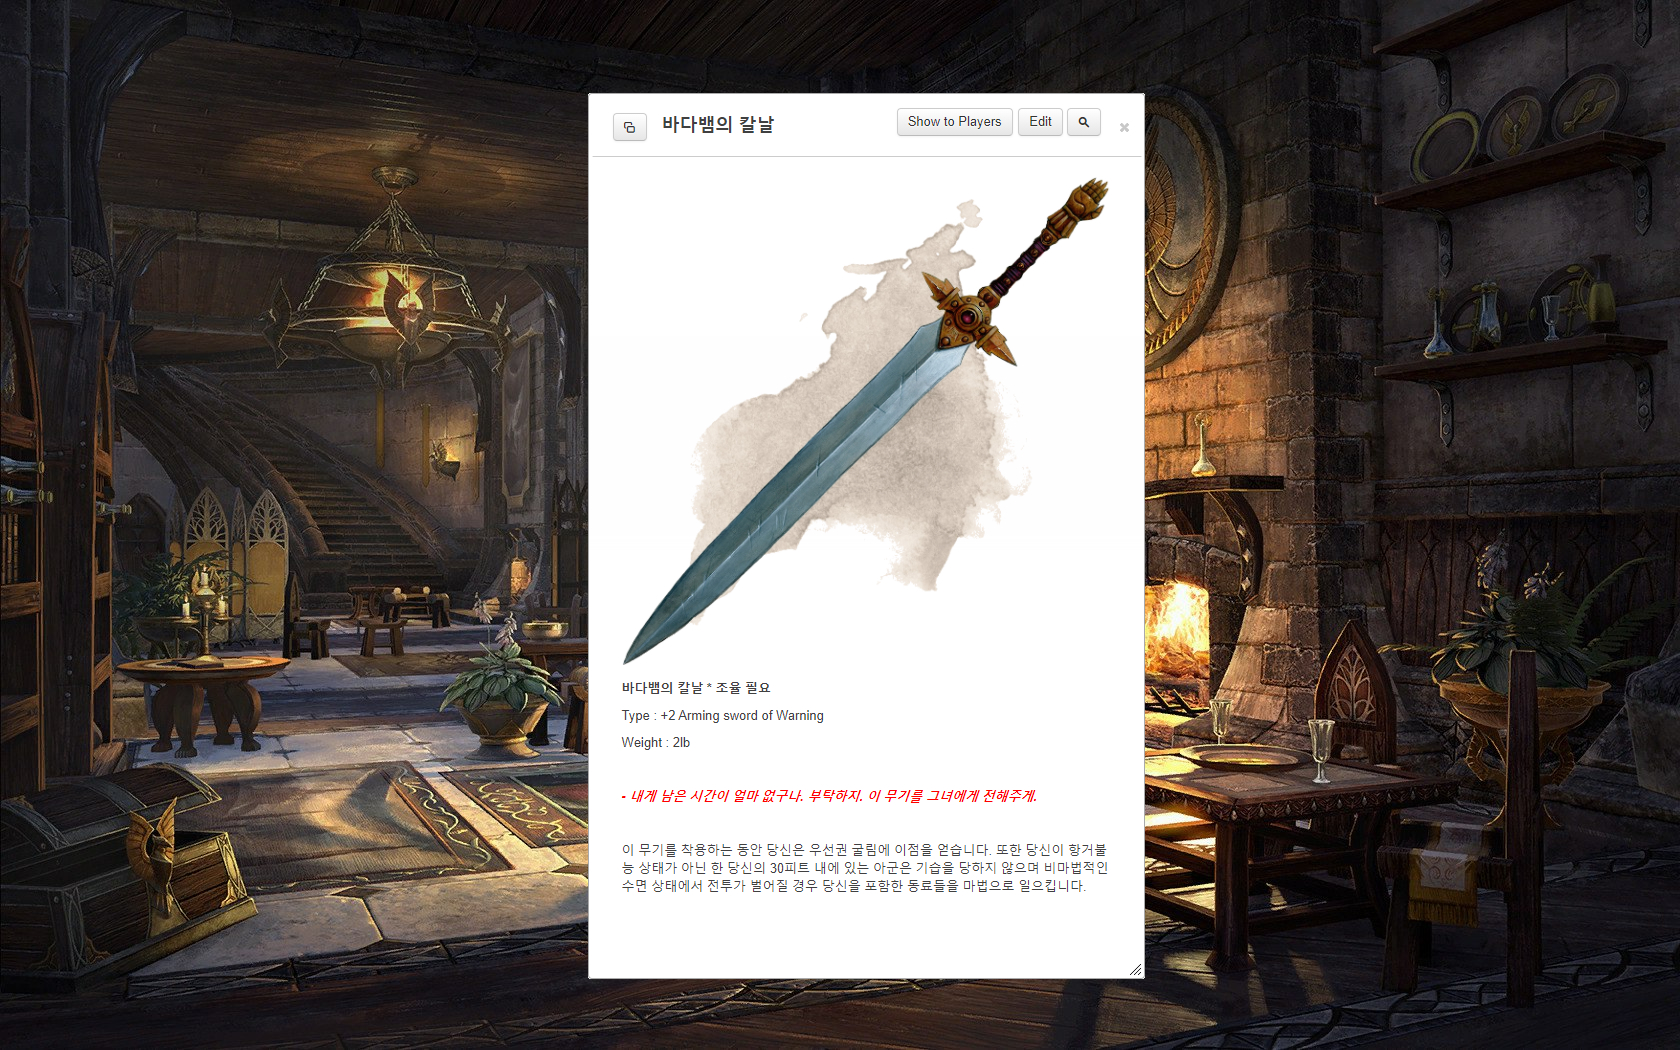 바다뱀의 칼날
Show to Players
Edit
바다뱀의 칼날 * 조율 필요
Type : +2 Arming sword of Warning
Weight : 2lb
- 내게 남은 시간이 얼마 없구나. 부탁하지. 이 무기를 그녀에게 전해주게.
이 무기를 착용하는 동안 당신은 우선권 굴림에 이점을 얻습니다. 또한 당신이 항거불
능 상태가 아닌 한 당신의 30피트 내에 있는 아군은 기습을 당하지 않으며 비마법적인
수면 상태에서 전투가 벌어질 경우 당신을 포함한 동료들을 마법으로 일으킵니다.